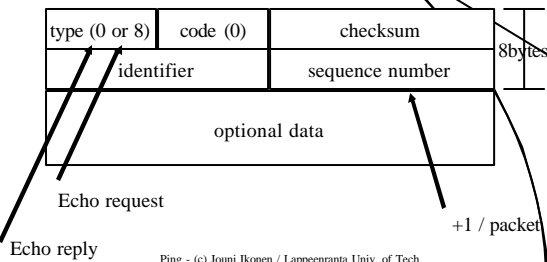 type (0 or 8) code (0) checksum
8bytes
identifier sequence number
optional data
Echo request
+1 / packet
Echo reply
Ping - (c) Jouni Ikonen / Lappeenranta Univ. of Tech.